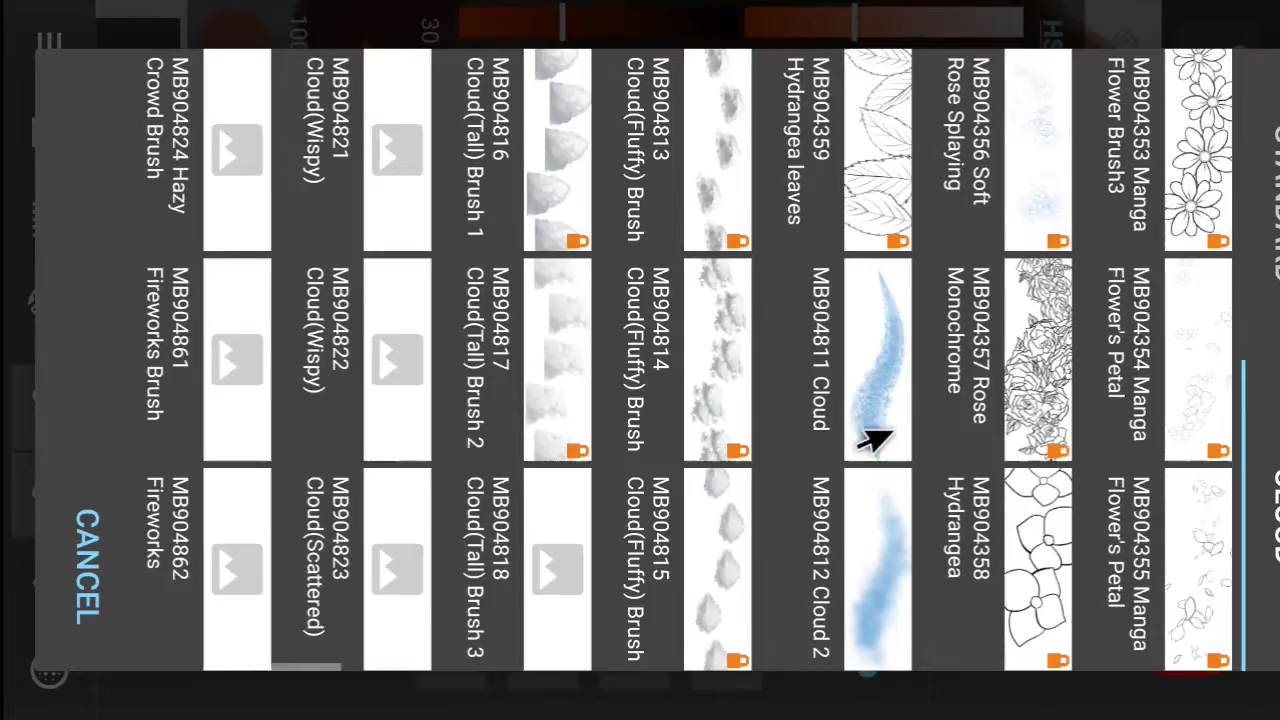 MB904353 Manga
Flower Brush3
MB904354 Manga
Flower's Petal
MB904355 Manga
Flower's Petal
MB904356 Soft
Rose Splaying
MB904357 Rose
Monochrome
MB904358
Hydrangea
MB904359
Hydrangea leaves
MB904811 Cloud
MB904812 Cloud 2
MB904813
Cloud(Fluffy) Brush
MB904814
Cloud(Fluffy) Brush
MB904815
Cloud(Fluffy) Brush
MB904816
Cloud(Tall) Brush 1
MB904817
Cloud(Tall) Brush 2
MB904818
Cloud(Tall) Brush 3
MB904821
Cloud(Wispy)
MB904822
Cloud(Wispy)
MB904823
Cloud(Scattered)
MB904824 Hazy
Crowd Brush
MB904861
Fireworks Brush
MB904862
Fireworks
CANCEL
100
30